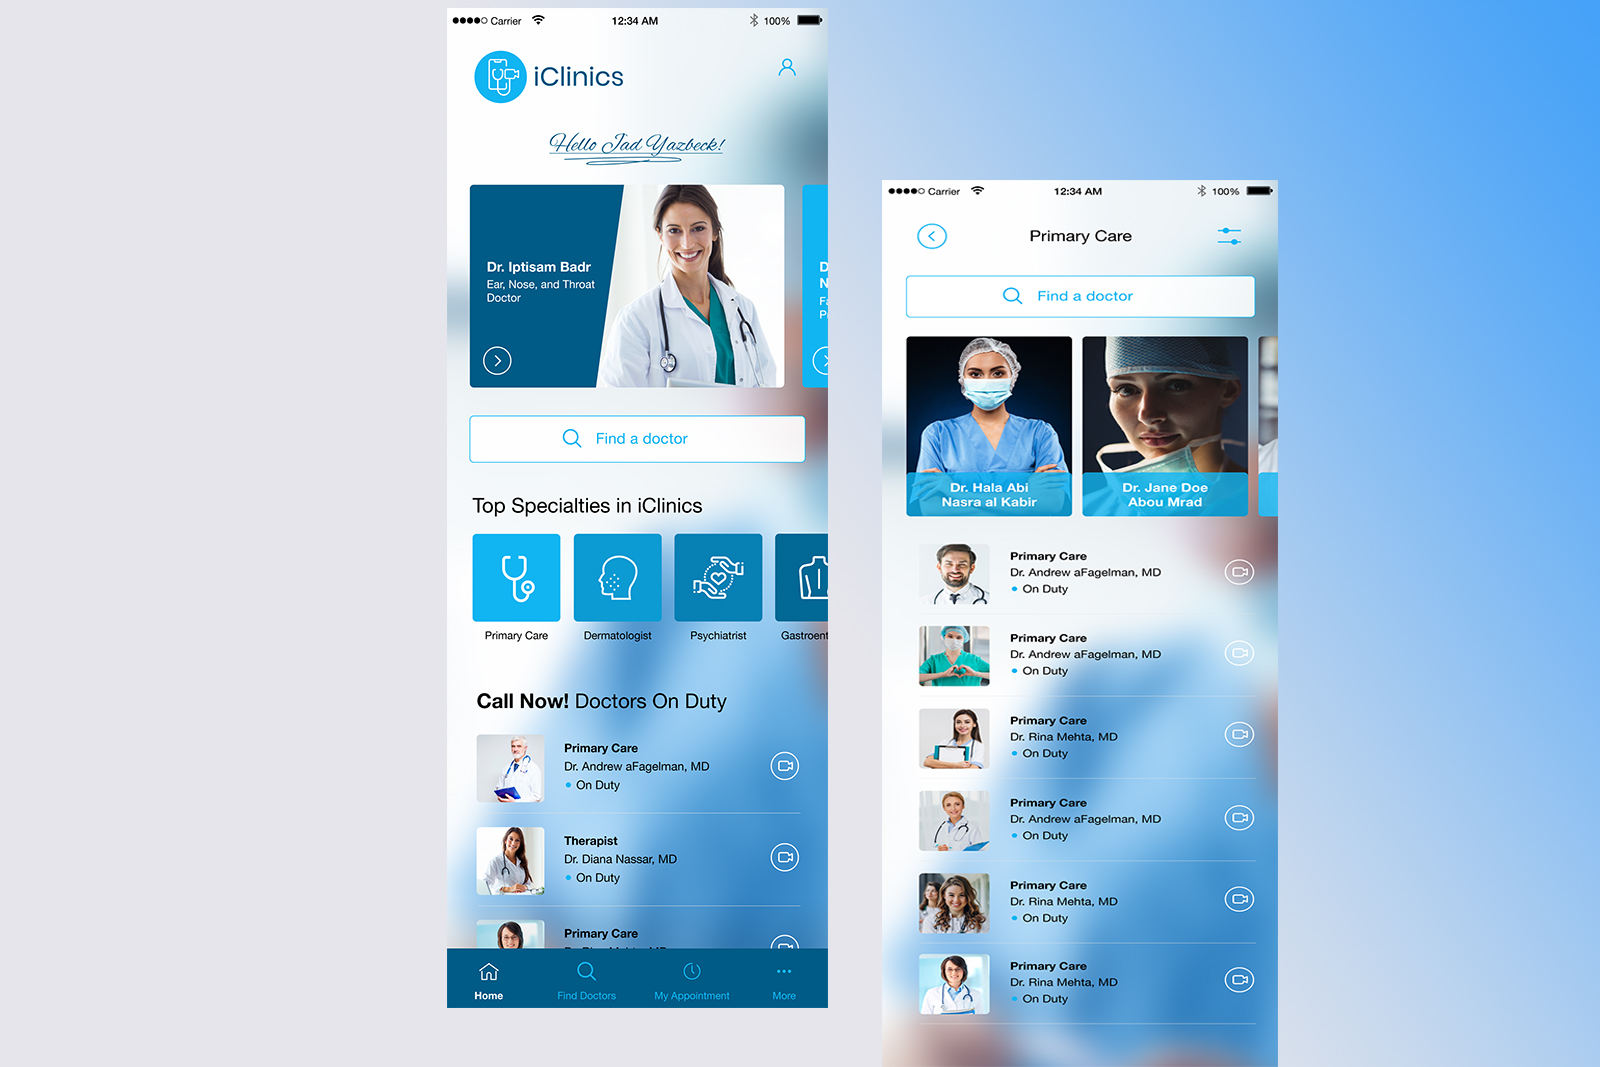 Carrier 12:34 AM 100%
iClinics
Hello Jad Yazbeck!
Dr. Iptisam Badr
Ear, Nose, and Throat
Doctor
D
N
Fa
P
Find a doctor
Top Specialties in iClinics
Primary Care
Dermatologist
Psychiatrist
Gastroent
Call Now! Doctors On Duty
Primary Care
Dr. Andrew aFagelman, MD
On Duty
Therapist
Dr. Diana Nassar, MD
On Duty
Primary Care
Home
Find Doctors
My Appointment
More
Carrier 12:34 AM 100%
Primary Care
Find a doctor
Dr. Hala Abi
Nasra al Kabir
Dr. Jane Doe
Abou Mrad
Primary Care
Dr. Andrew aFagelman, MD
On Duty
Primary Care
Dr. Andrew aFagelman, MD
On Duty
Primary Care
Dr. Rina Mehta, MD
On Duty
Primary Care
Dr. Andrew aFagelman, MD
On Duty
Primary Care
Dr. Rina Mehta, MD
On Duty
Primary Care
Dr. Rina Mehta, MD
On Duty